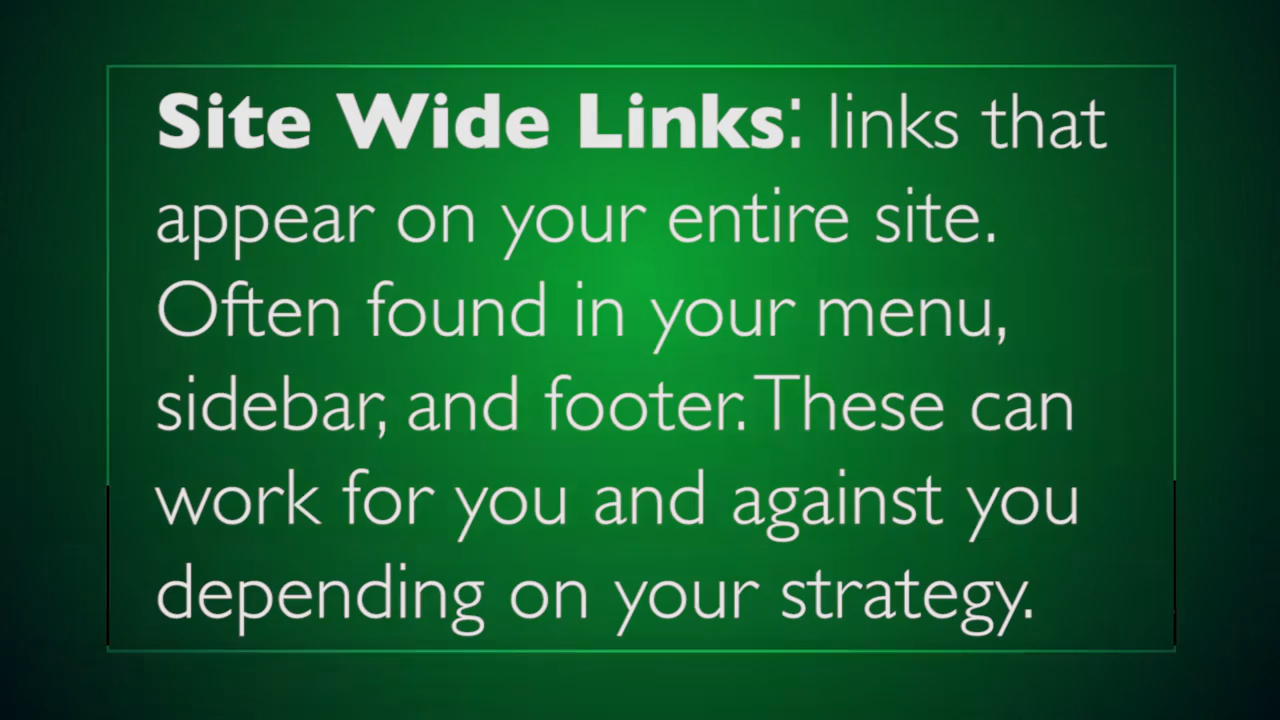 Site Wide Links: links that
appear on your entire site.
Often found in your menu,
sidebar, and footer. These can
work for you and against you
depending on your strategy.